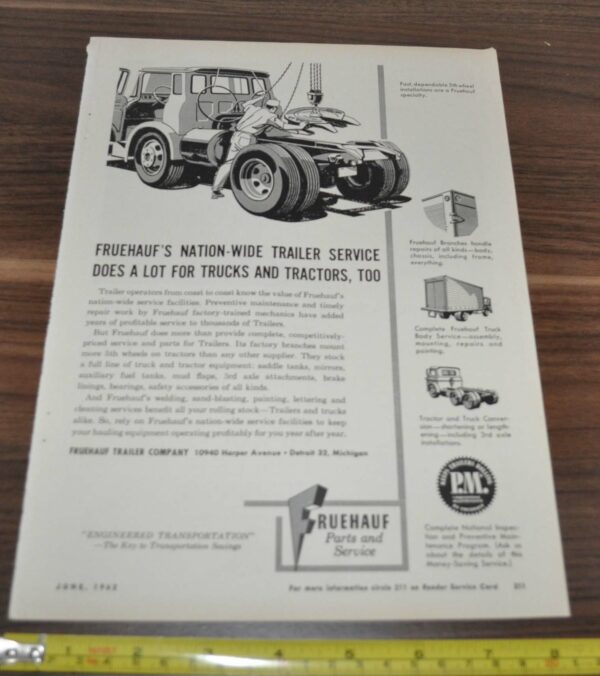 Fast, dependable 5th wheel
installations are a Fruehauf
specialty.
FRUEHAUF'S NATION-WIDE TRAILER SERVICE
DOES A LOT FOR TRUCKS AND TRACTORS, TOO
Trailer operators from coast to coast know the value of Fruehauf's
nation-wide service facilities. Preventive maintenance and timely
repair work by Fruehauf factory-trained mechanics have added
years of profitable service to thousands of Trailers.
But Fruehauf does more than provide complete, competitively-
priced service and parts for Trailers. Its factory branches mount
more 5th wheels on tractors than any other supplier. They stock
a full line of truck and tractor equipment: saddle tanks, mirrors,
auxiliary fuel tanks, mud flaps, 3rd axle attachments, brake
linings, bearings, safety accessories of all kinds.
And Fruehauf's welding, sand-blasting, painting, lettering and
cleaning services benefit all your rolling stock—Trailers and trucks
alike. So, rely on Fruehauf's nation-wide service facilities to keep
your hauling equipment operating profitably for you year after year.
FRUEHAUF TRAILER COMPANY 10940 Harper Avenue • Detroit 32, Michigan
"ENGINEERED TRANSPORTATION"
—The Key to Transportation Savings
FRUEHAUF
Parts and
Service
Fruehauf Branches handle
repairs of all kinds—body,
chassis, including frame,
everything.
Complete Fruehauf Truck
Body Service—assembly,
mounting, repairs and
painting.
Tractor and Truck Conver-
sion—shortening or length-
ening—including 3rd axle
installations.
P.M.
Complete National Inspec-
tion and Preventive Main-
tenance Program. (Ask us
about the details of this
Money-Saving Service.)
JUNE, 1962
For more information circle 211 on Reader Service Card 251
1 2 3 4 5 6 7 8